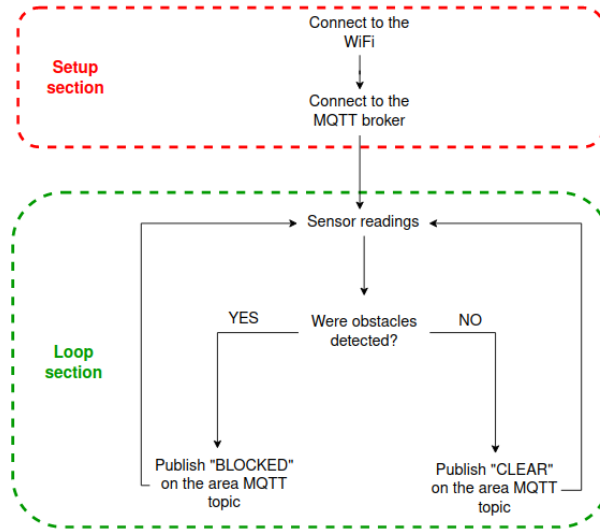 Connect to the
WiFi
Setup
section
Connect to the
MQTT broker
Sensor readings
YES
Were obstacles
detected?
NO
Loop
section
Publish "BLOCKED"
on the area MQTT
topic
Publish "CLEAR"
on the area MQTT
topic